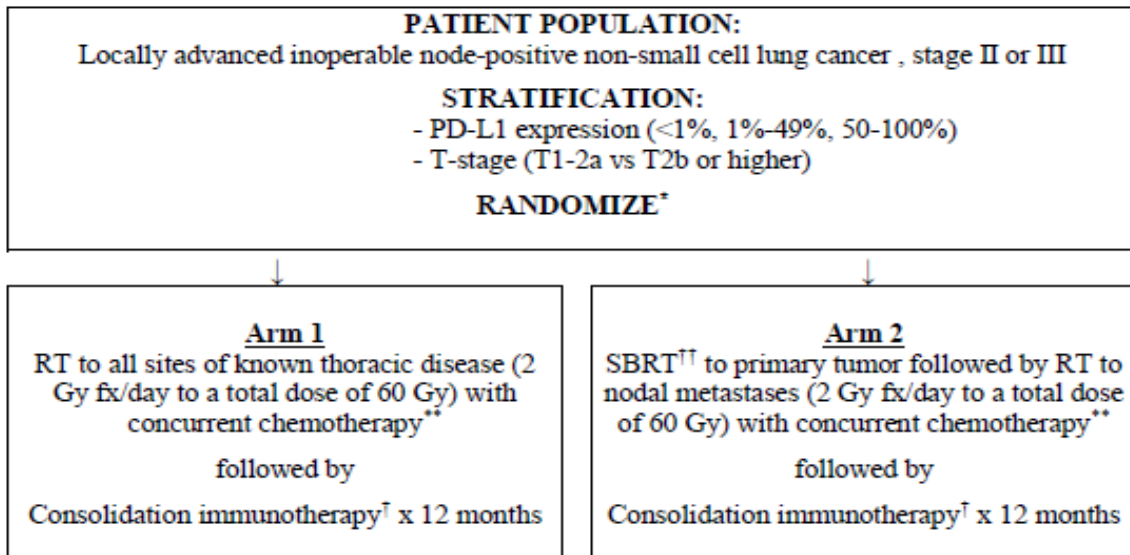 PATIENT POPULATION:
Locally advanced inoperable node-positive non-small cell lung cancer , stage II or III
STRATIFICATION:
- PD-L1 expression (<1%, 1%-49%, 50-100%)
- T-stage (T1-2a vs T2b or higher)
RANDOMIZE*
↓ ↓
Arm 1
RT to all sites of known thoracic disease (2
Gy fx/day to a total dose of 60 Gy) with
concurrent chemotherapy**
followed by
Consolidation immunotherapy† x 12 months
Arm 2
SBRT†† to primary tumor followed by RT to
nodal metastases (2 Gy fx/day to a total dose
of 60 Gy) with concurrent chemotherapy**
followed by
Consolidation immunotherapy† x 12 months